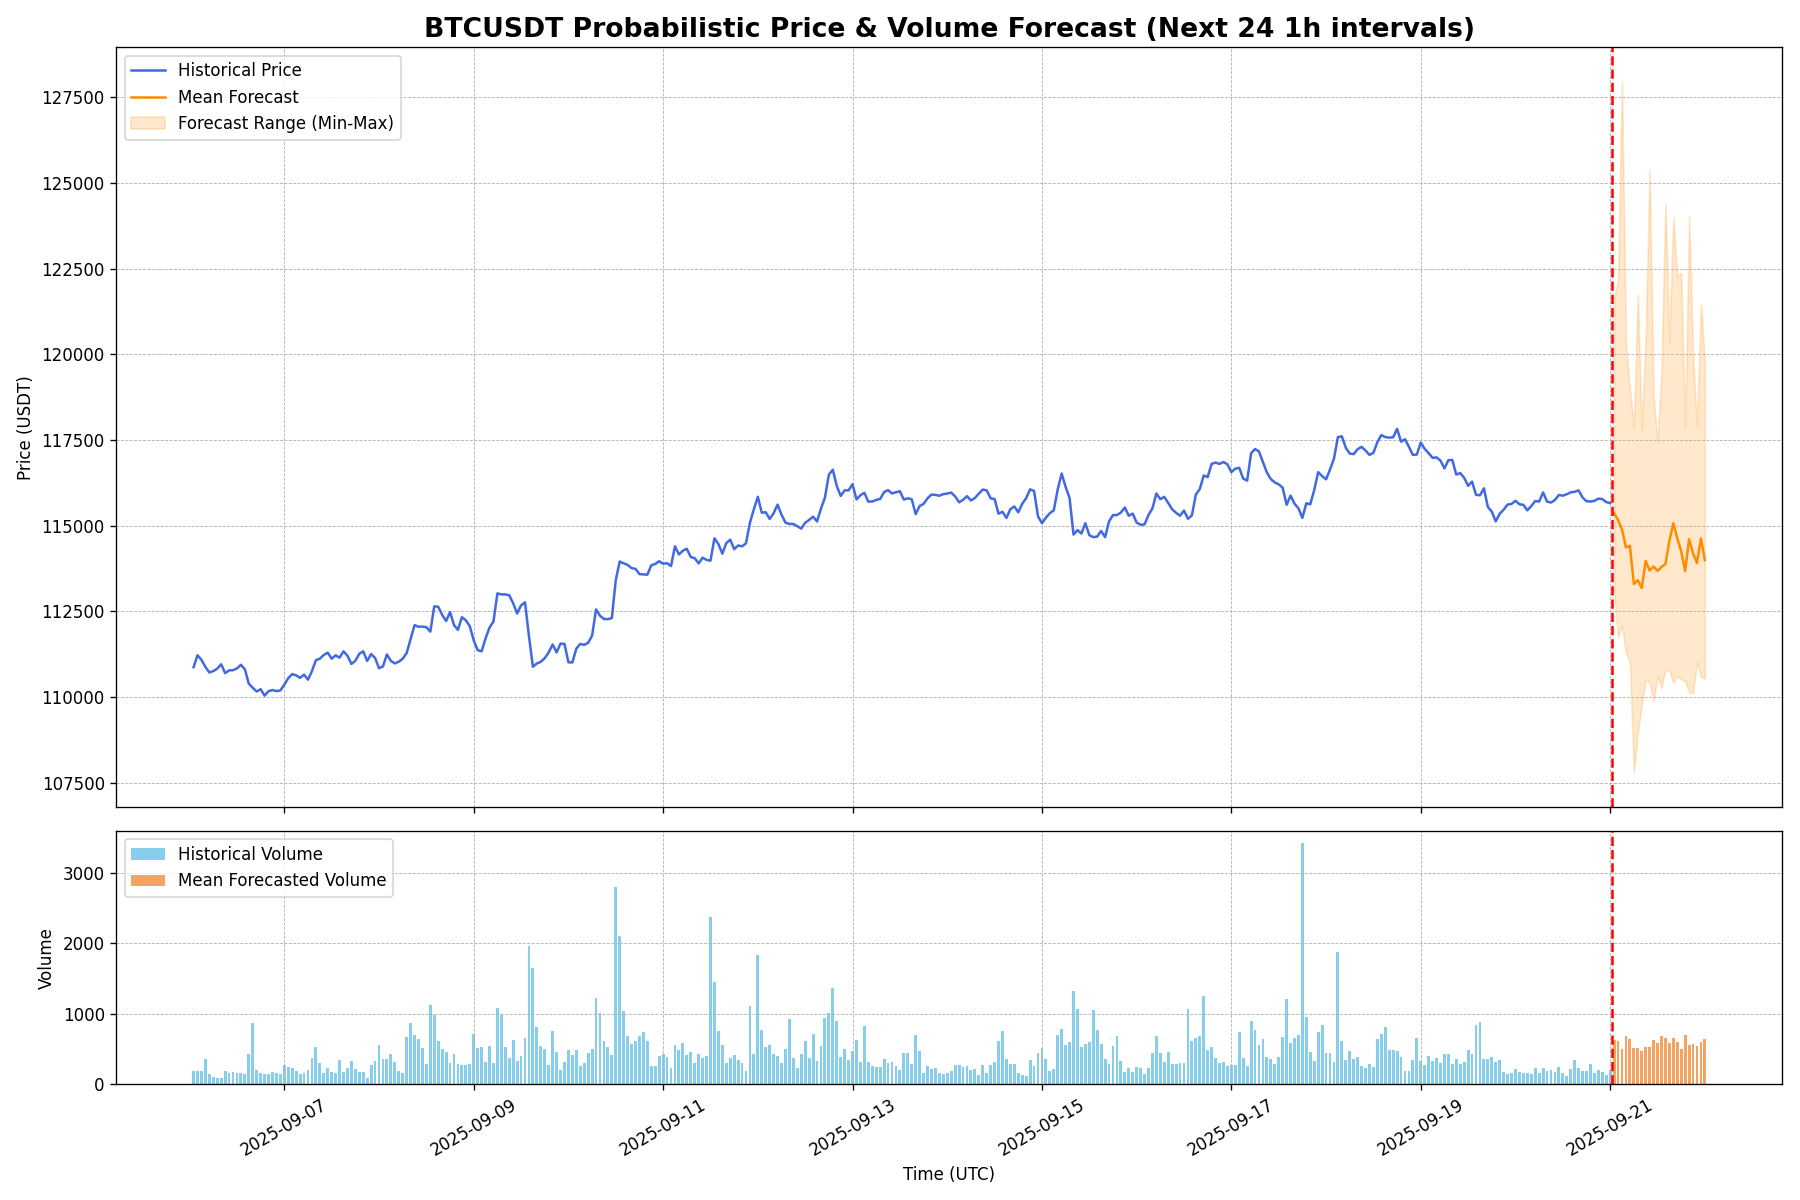 BTCUSDT Probabilistic Price & Volume Forecast (Next 24 1h intervals)
Historical Price
Mean Forecast
Forecast Range (Min-Max)
127500
125000
122500
120000
117500
115000
112500
110000
107500
Price (USDT)
Historical Volume
Mean Forecasted Volume
3000
2000
1000
0
Volume
2025-09-07
2025-09-09
2025-09-11
2025-09-13
2025-09-15
2025-09-17
2025-09-19
2025-09-21
Time (UTC)